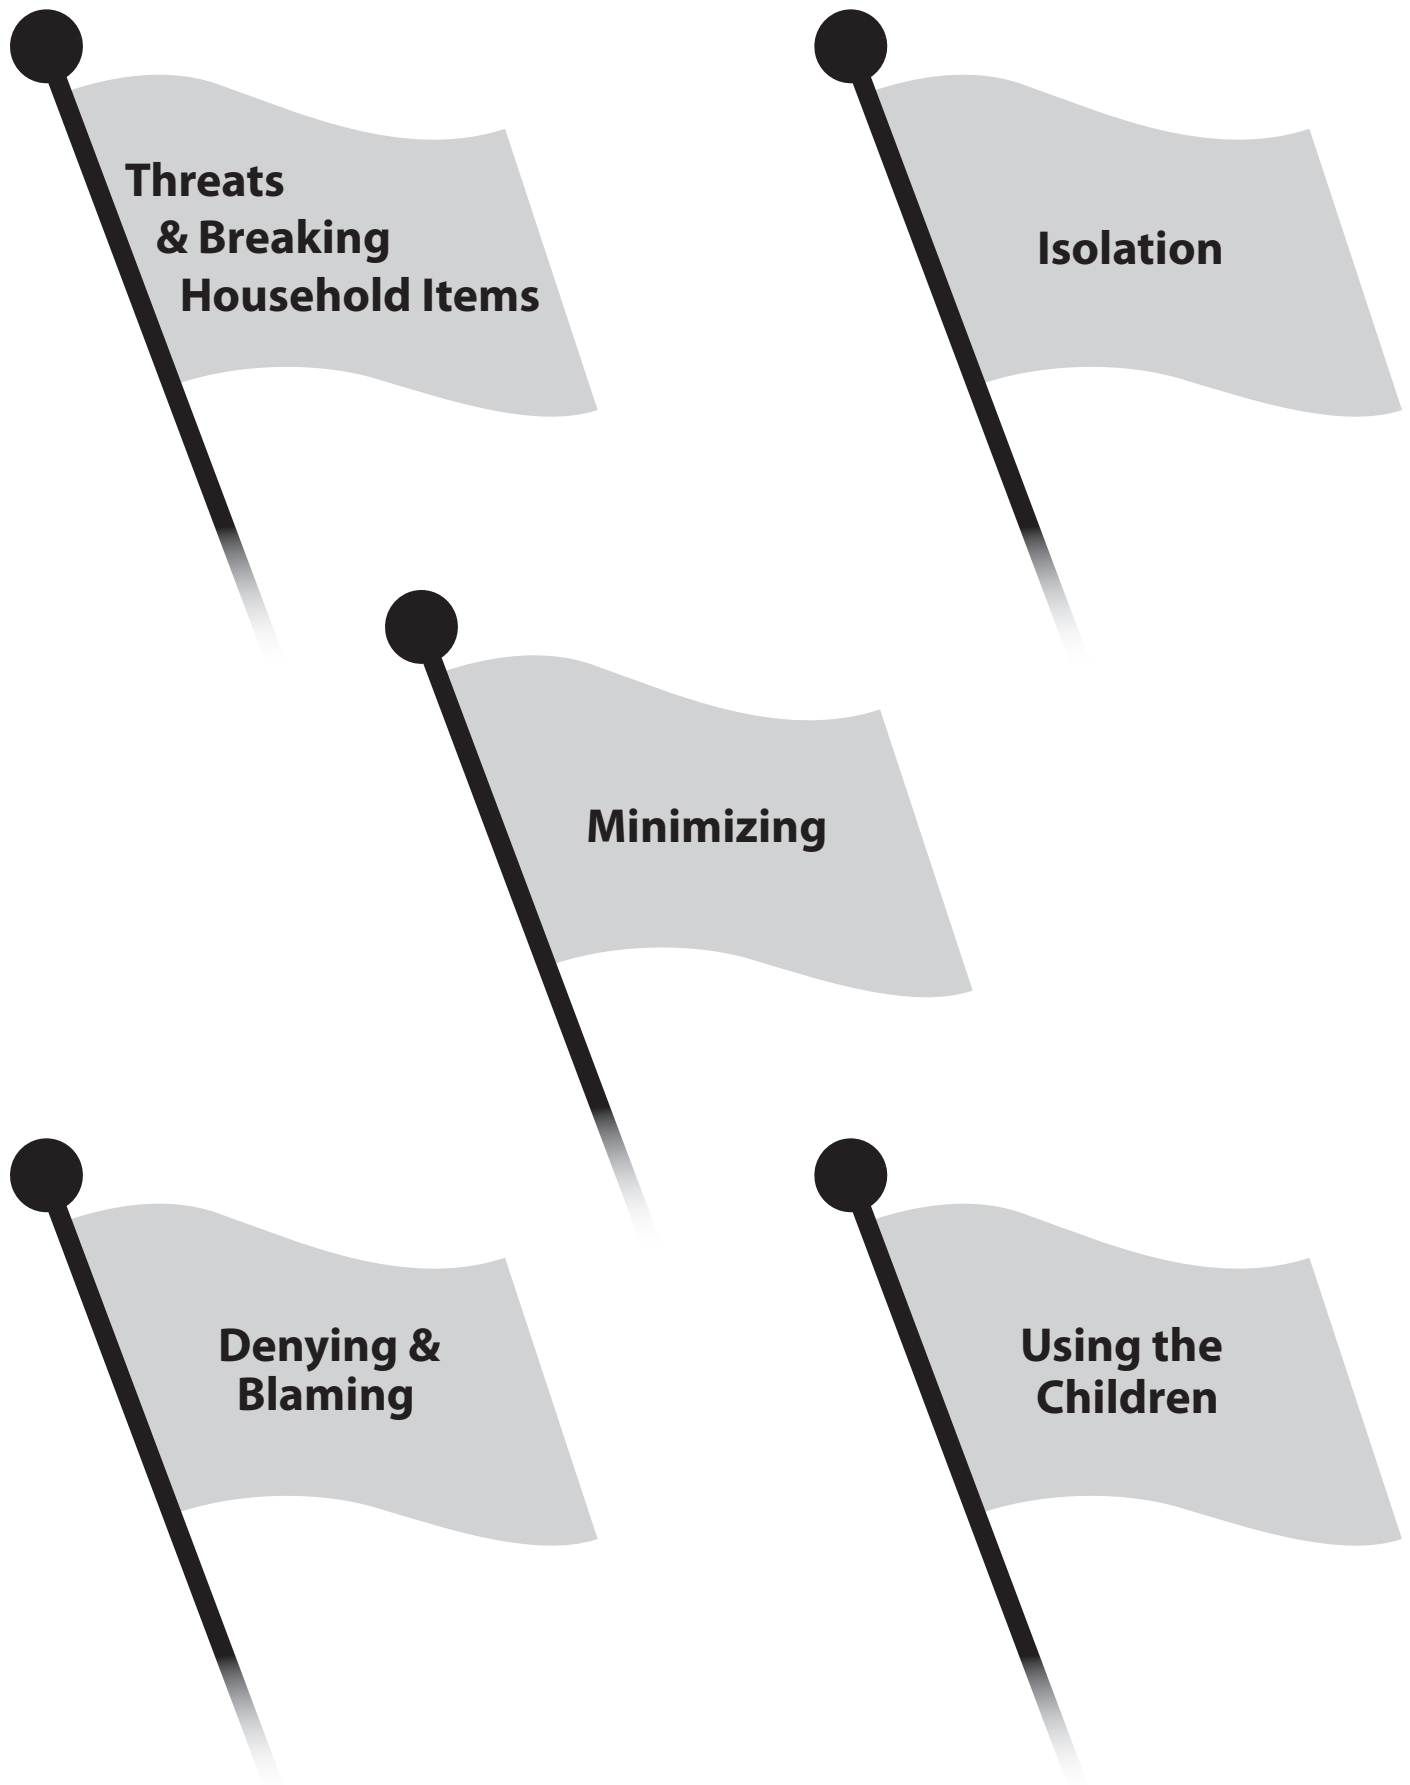 Threats
& Breaking
Household Items
Isolation
Minimizing
Denying &
Blaming
Using the
Children